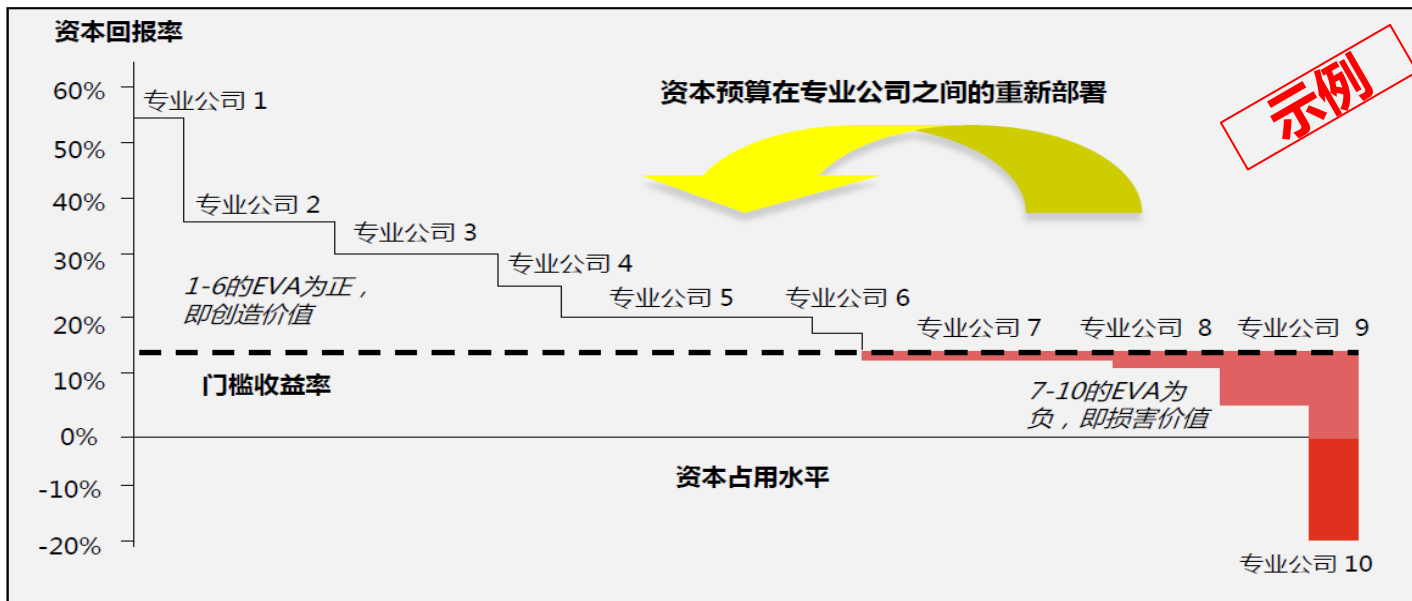 资本回报率
示例
资本预算在专业公司之间的重新部署
60%
50%
40%
30%
20%
10%
0%
-10%
-20%
专业公司 1
专业公司 2
专业公司 3
专业公司 4
专业公司 5
专业公司 6
专业公司 7
专业公司 8
专业公司 9
1-6的EVA为正，
即创造价值
门槛收益率
7-10的EVA为
负，即损害价值
资本占用水平
专业公司 10